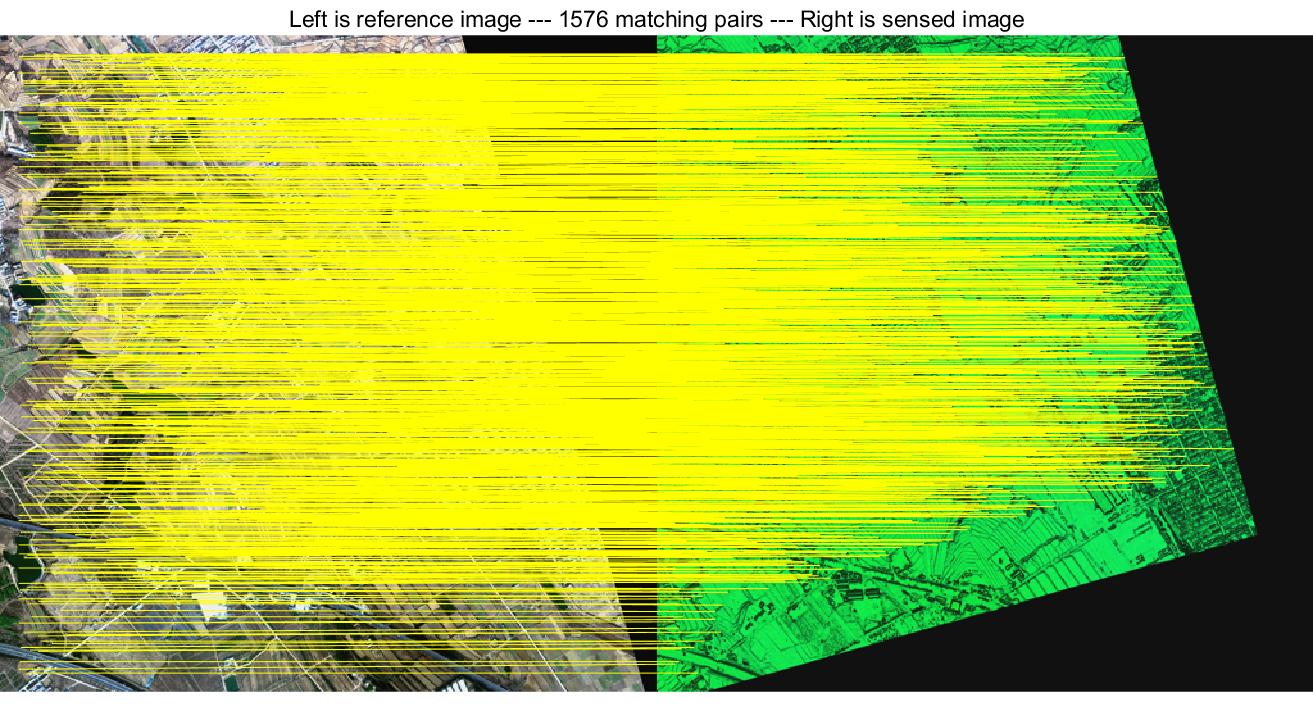 Left is reference image --- 1576 matching pairs --- Right is sensed image